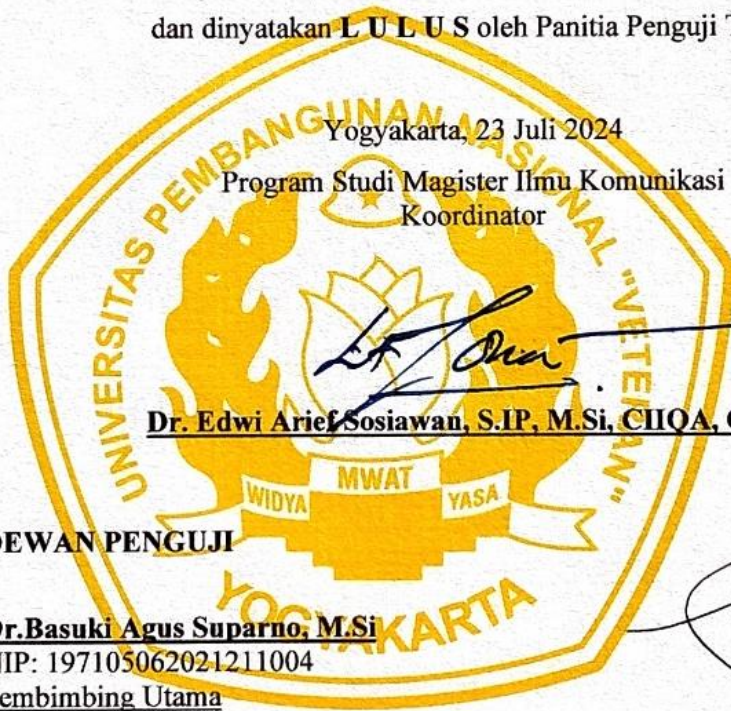 dan dinyatakan L U L U S oleh Panitia Penguji
Yogyakarta, 23 Juli 2024
Program Studi Magister Ilmu Komunikasi
Koordinator
UNIVERSITAS PEMBANGUNAN NASIONAL "VETERAN"
Dr. Edwi Arief Sosiawan, S.IP, M.Si, CIIQA,
WIDYA MWAT YASA
YOGYAKARTA
DEWAN PENGUJI
Dr.Basuki Agus Suparno, M.Si
NIP: 197105062021211004
Pembimbing Utama